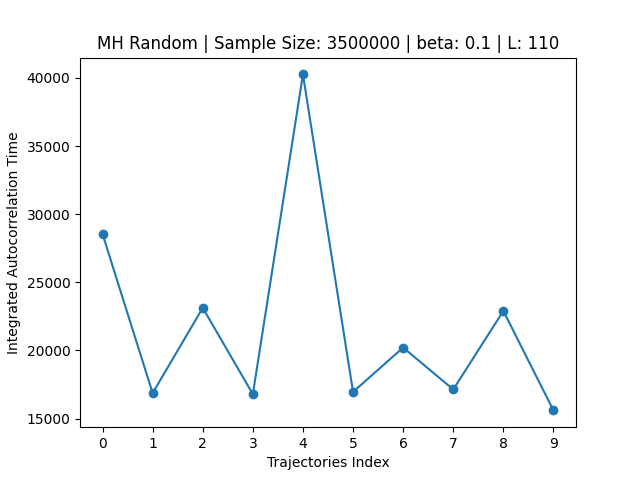 MH Random | Sample Size: 3500000 | beta: 0.1 | L: 110
40000
35000
30000
25000
20000
15000
Integrated Autocorrelation Time
0 1 2 3 4 5 6 7 8 9
Trajectories Index